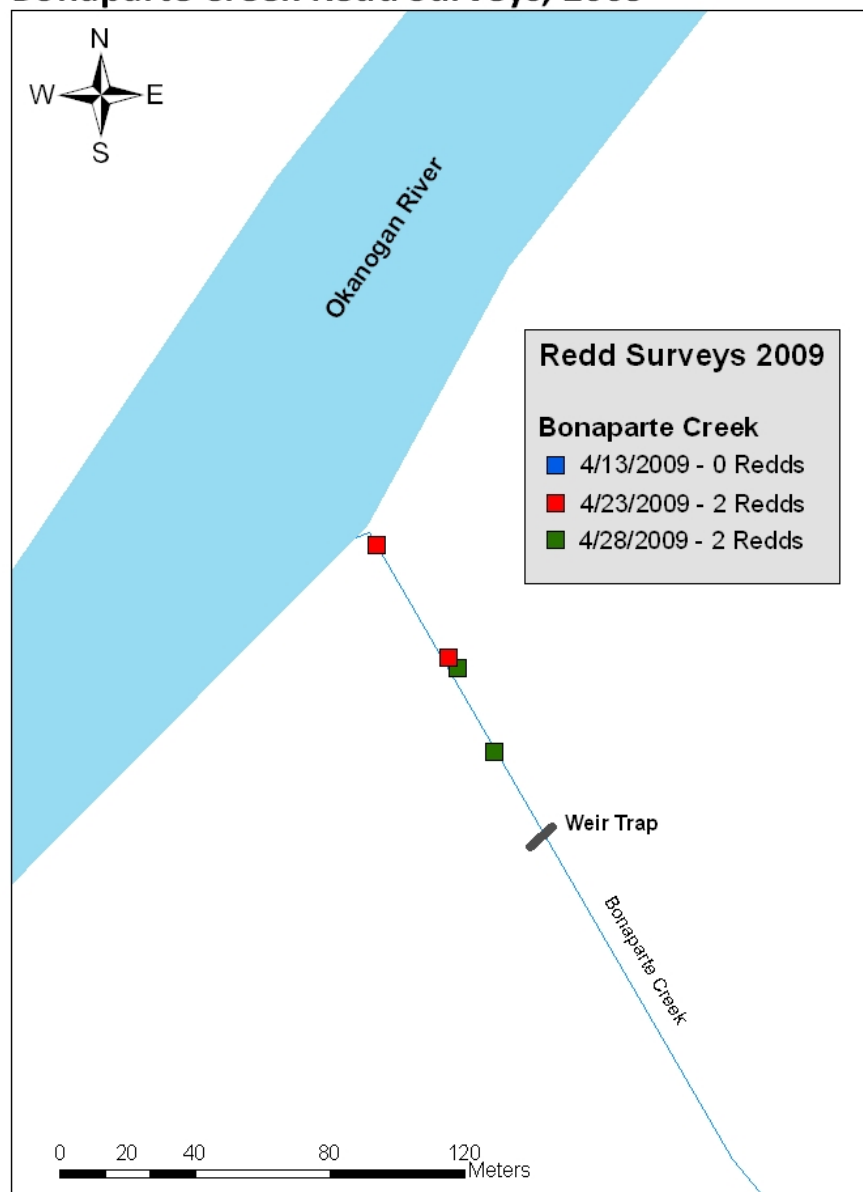 N
W E
S
Okanogan River
Redd Surveys 2009
Bonaparte Creek
4/13/2009 - 0 Redds
4/23/2009 - 2 Redds
4/28/2009 - 2 Redds
Weir Trap
Bonaparte Creek
0 20 40 80 120
Meters